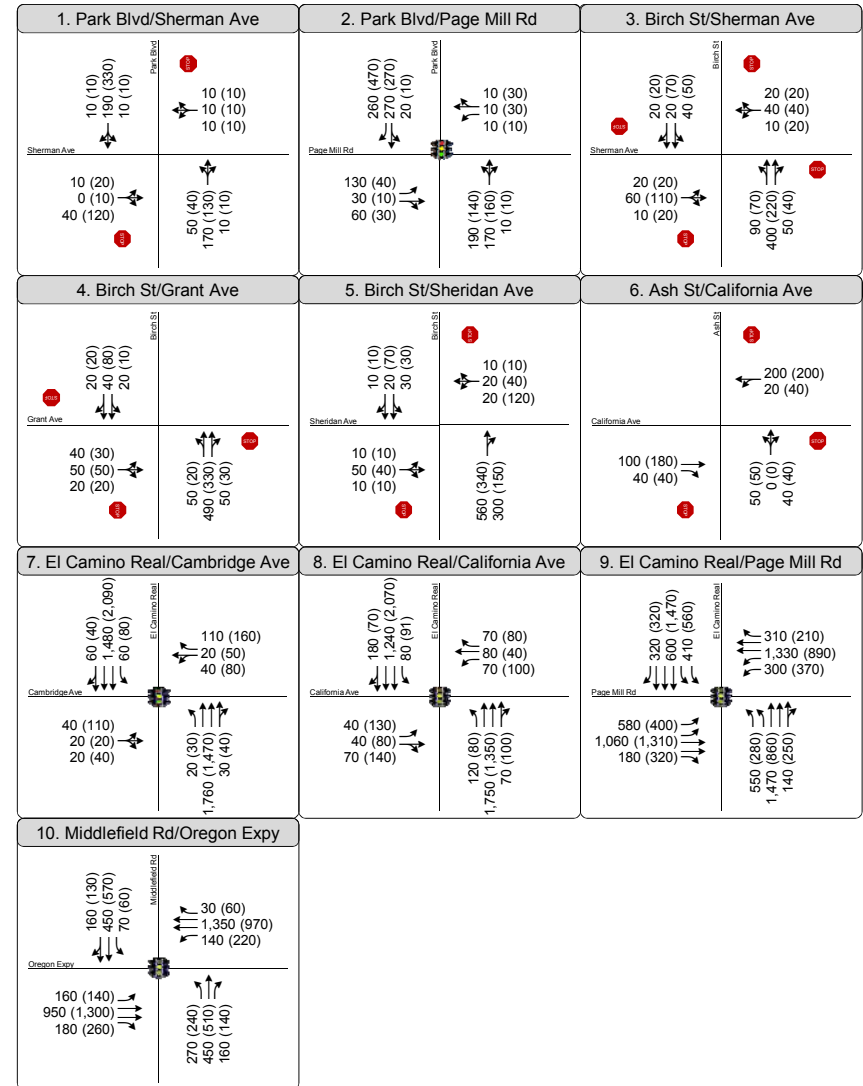 1. Park Blvd/Sherman Ave
Park Blvd
STOP
10 (10)
190 (330)
10 (10)
10 (10)
10 (10)
10 (10)
Sherman Ave
10 (20)
0 (10)
40 (120)
STOP
50 (40)
170 (130)
10 (10)
2. Park Blvd/Page Mill Rd
Park Blvd
260 (470)
270 (270)
20 (10)
10 (30)
10 (30)
10 (10)
Page Mill Rd
130 (40)
30 (10)
60 (30)
190 (140)
170 (160)
10 (10)
3. Birch St/Sherman Ave
Birch St
STOP
20 (20)
20 (70)
40 (50)
20 (20)
40 (40)
10 (20)
STOP
Sherman Ave
STOP
20 (20)
60 (110)
10 (20)
STOP
90 (70)
400 (220)
50 (40)
4. Birch St/Grant Ave
Birch St
20 (20)
40 (80)
20 (10)
STOP
Grant Ave
STOP
40 (30)
50 (50)
20 (20)
STOP
50 (20)
490 (330)
50 (30)
5. Birch St/Sheridan Ave
Birch St
STOP
10 (10)
20 (70)
30 (30)
10 (10)
20 (40)
20 (120)
Sheridan Ave
10 (10)
50 (40)
10 (10)
STOP
560 (340)
300 (150)
6. Ash St/California Ave
Ash St
STOP
200 (200)
20 (40)
California Ave
STOP
100 (180)
40 (40)
STOP
50 (50)
0 (0)
40 (40)
7. El Camino Real/Cambridge Ave
El Camino Real
60 (40)
1,480 (2,090)
60 (80)
110 (160)
20 (50)
40 (80)
Cambridge Ave
40 (110)
20 (20)
20 (40)
20 (30)
1,760 (1,470)
30 (40)
8. El Camino Real/California Ave
El Camino Real
180 (70)
1,240 (2,070)
80 (91)
70 (80)
80 (40)
70 (100)
California Ave
40 (130)
40 (80)
70 (140)
120 (80)
1,750 (1,350)
70 (100)
9. El Camino Real/Page Mill Rd
El Camino Real
320 (320)
600 (1,470)
410 (560)
310 (210)
1,330 (890)
300 (370)
Page Mill Rd
580 (400)
1,060 (1,310)
180 (320)
550 (280)
1,470 (860)
140 (250)
10. Middlefield Rd/Oregon Expy
Middlefield Rd
160 (130)
450 (570)
70 (60)
30 (60)
1,350 (970)
140 (220)
Oregon Expy
160 (140)
950 (1,300)
180 (260)
270 (240)
450 (510)
160 (140)